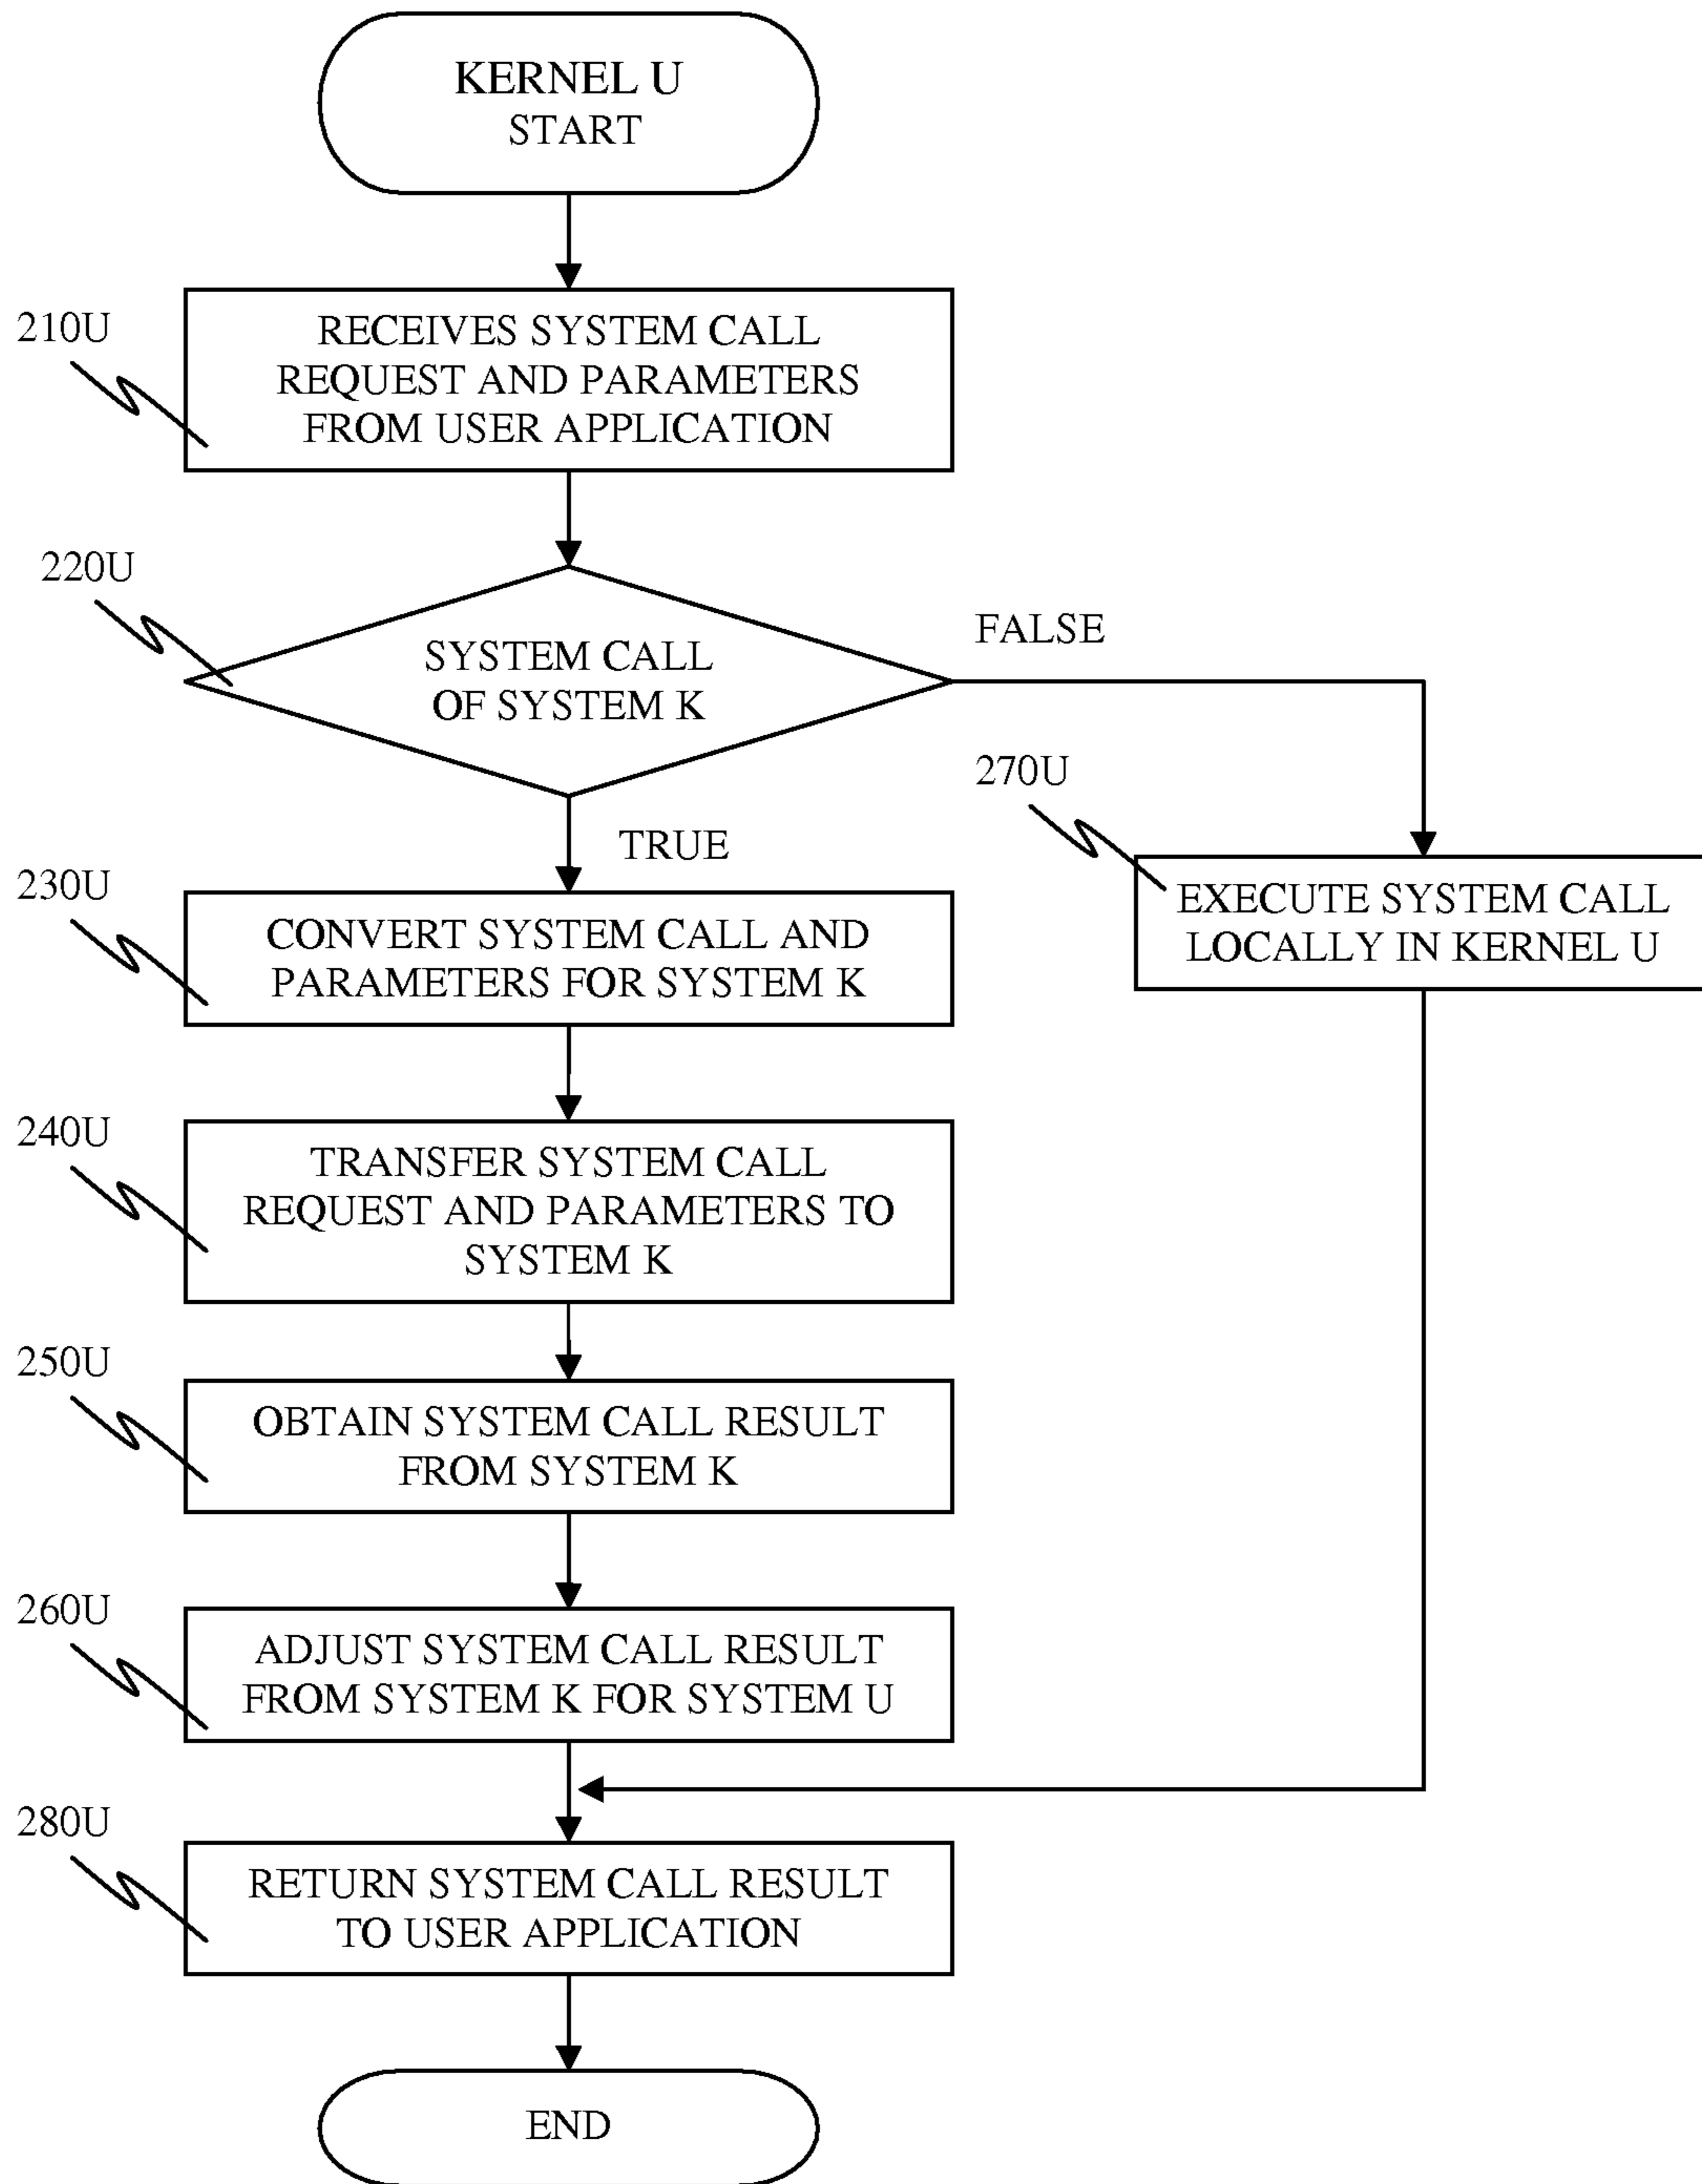 KERNEL U
START
210U
RECEIVES SYSTEM CALL
REQUEST AND PARAMETERS
FROM USER APPLICATION
220U
SYSTEM CALL
OF SYSTEM K
FALSE
TRUE
270U
EXECUTE SYSTEM CALL
LOCALLY IN KERNEL U
230U
CONVERT SYSTEM CALL AND
PARAMETERS FOR SYSTEM K
240U
TRANSFER SYSTEM CALL
REQUEST AND PARAMETERS TO
SYSTEM K
250U
OBTAIN SYSTEM CALL RESULT
FROM SYSTEM K
260U
ADJUST SYSTEM CALL RESULT
FROM SYSTEM K FOR SYSTEM U
280U
RETURN SYSTEM CALL RESULT
TO USER APPLICATION
END